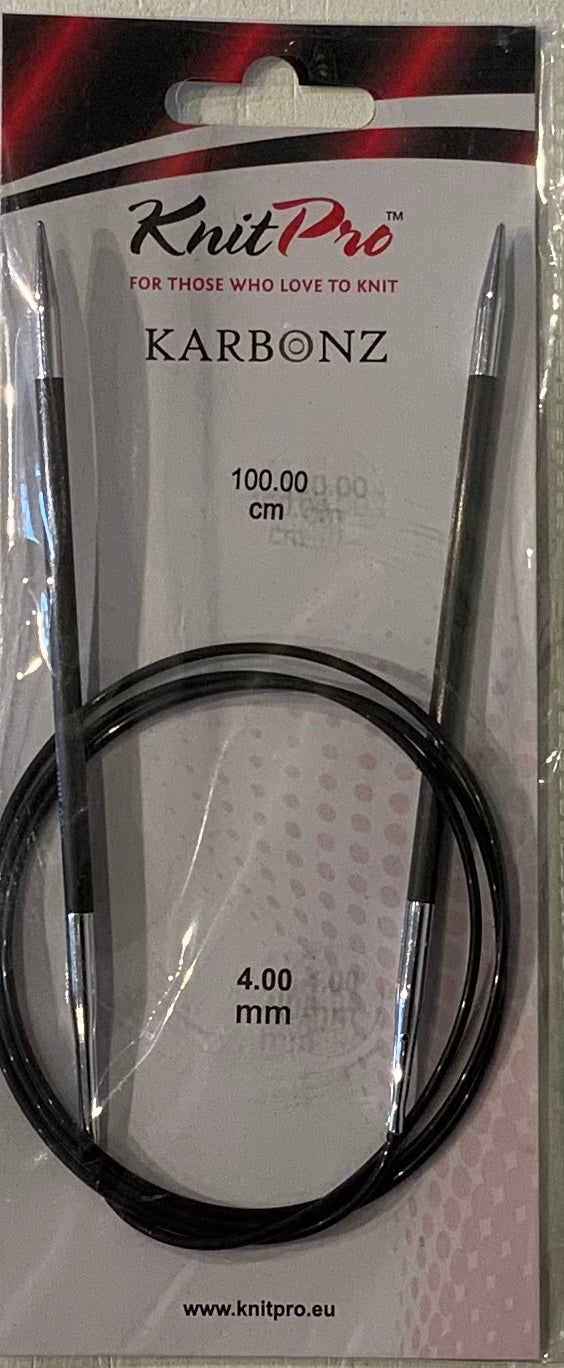 KnitPro™
FOR THOSE WHO LOVE TO KNIT
KARBONZ
100.00
cm
4.00
mm
www.knitpro.eu